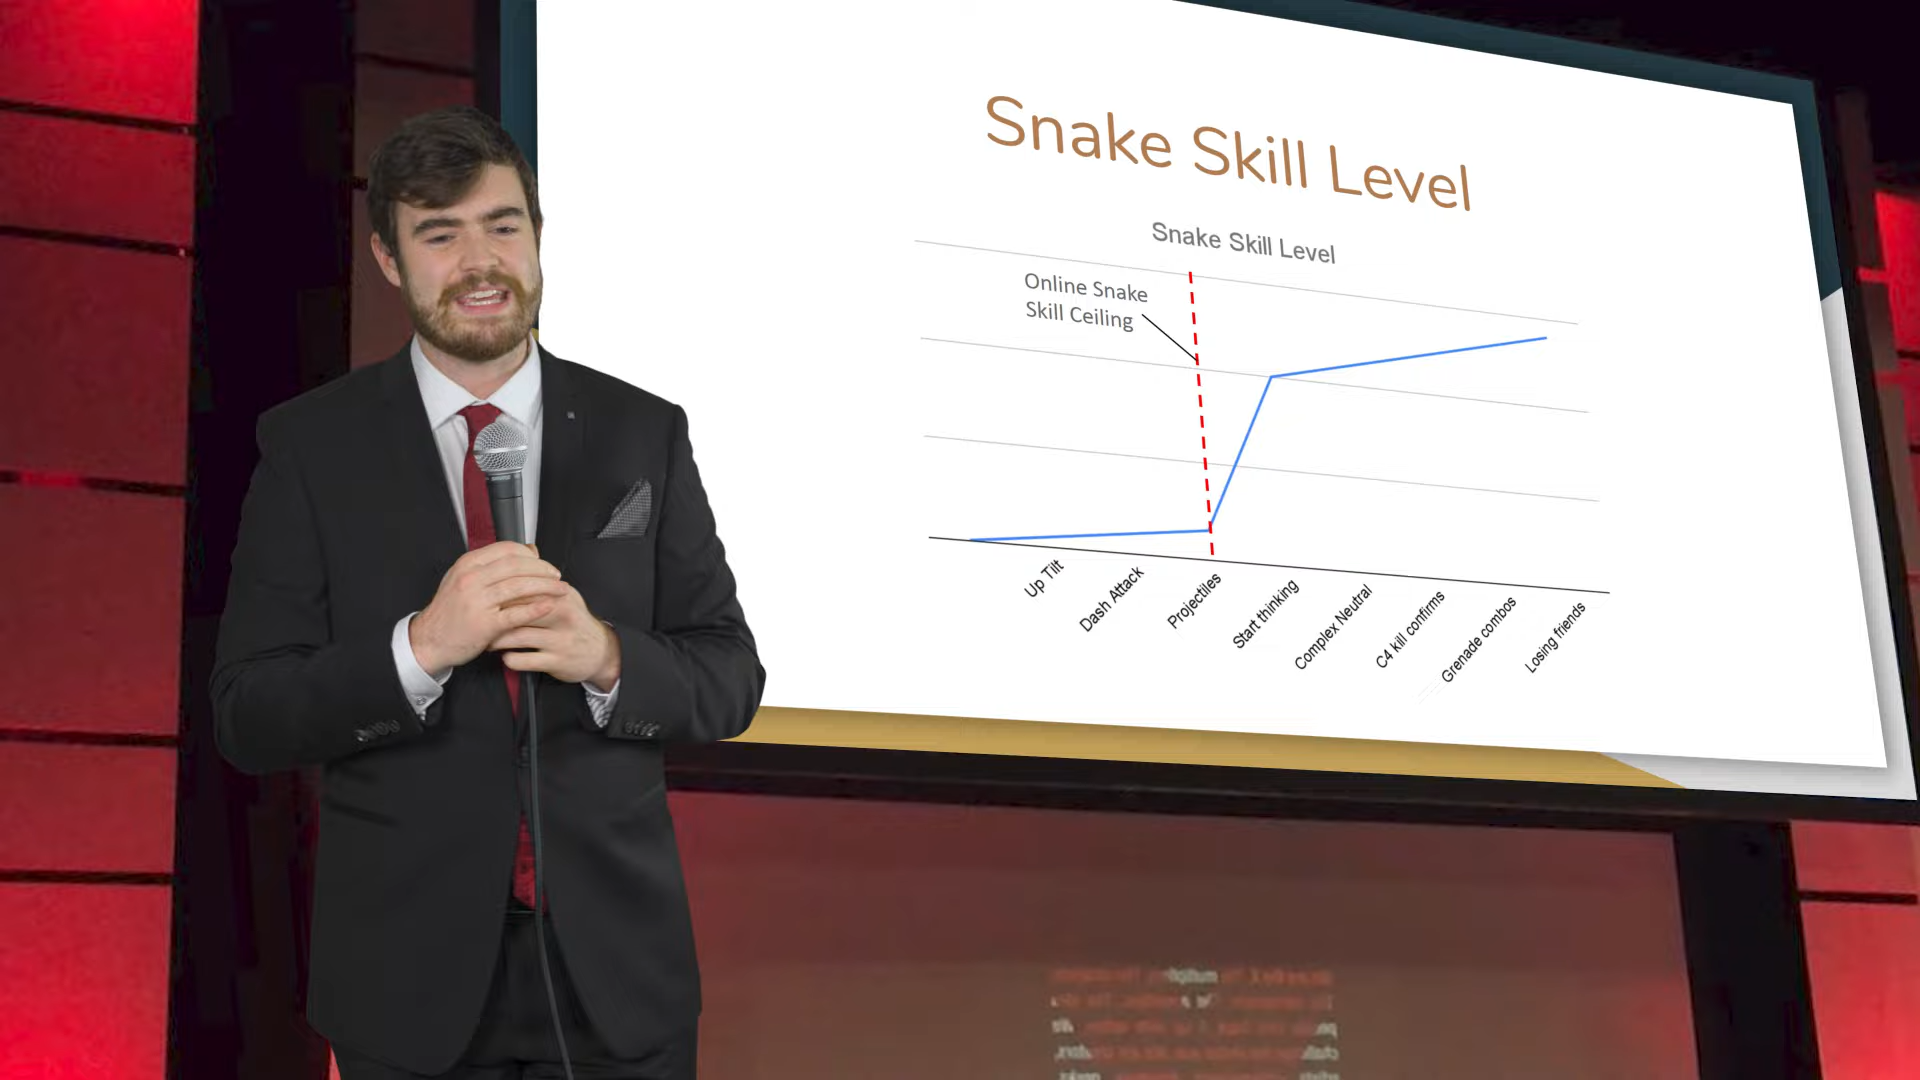 Snake Skill Level
Snake Skill Level
Online Snake
Skill Ceiling
Up Tilt
Dash Attack
Projectiles
Start thinking
Complex Neutral
C4 kill confirms
Grenade combos
Losing friends